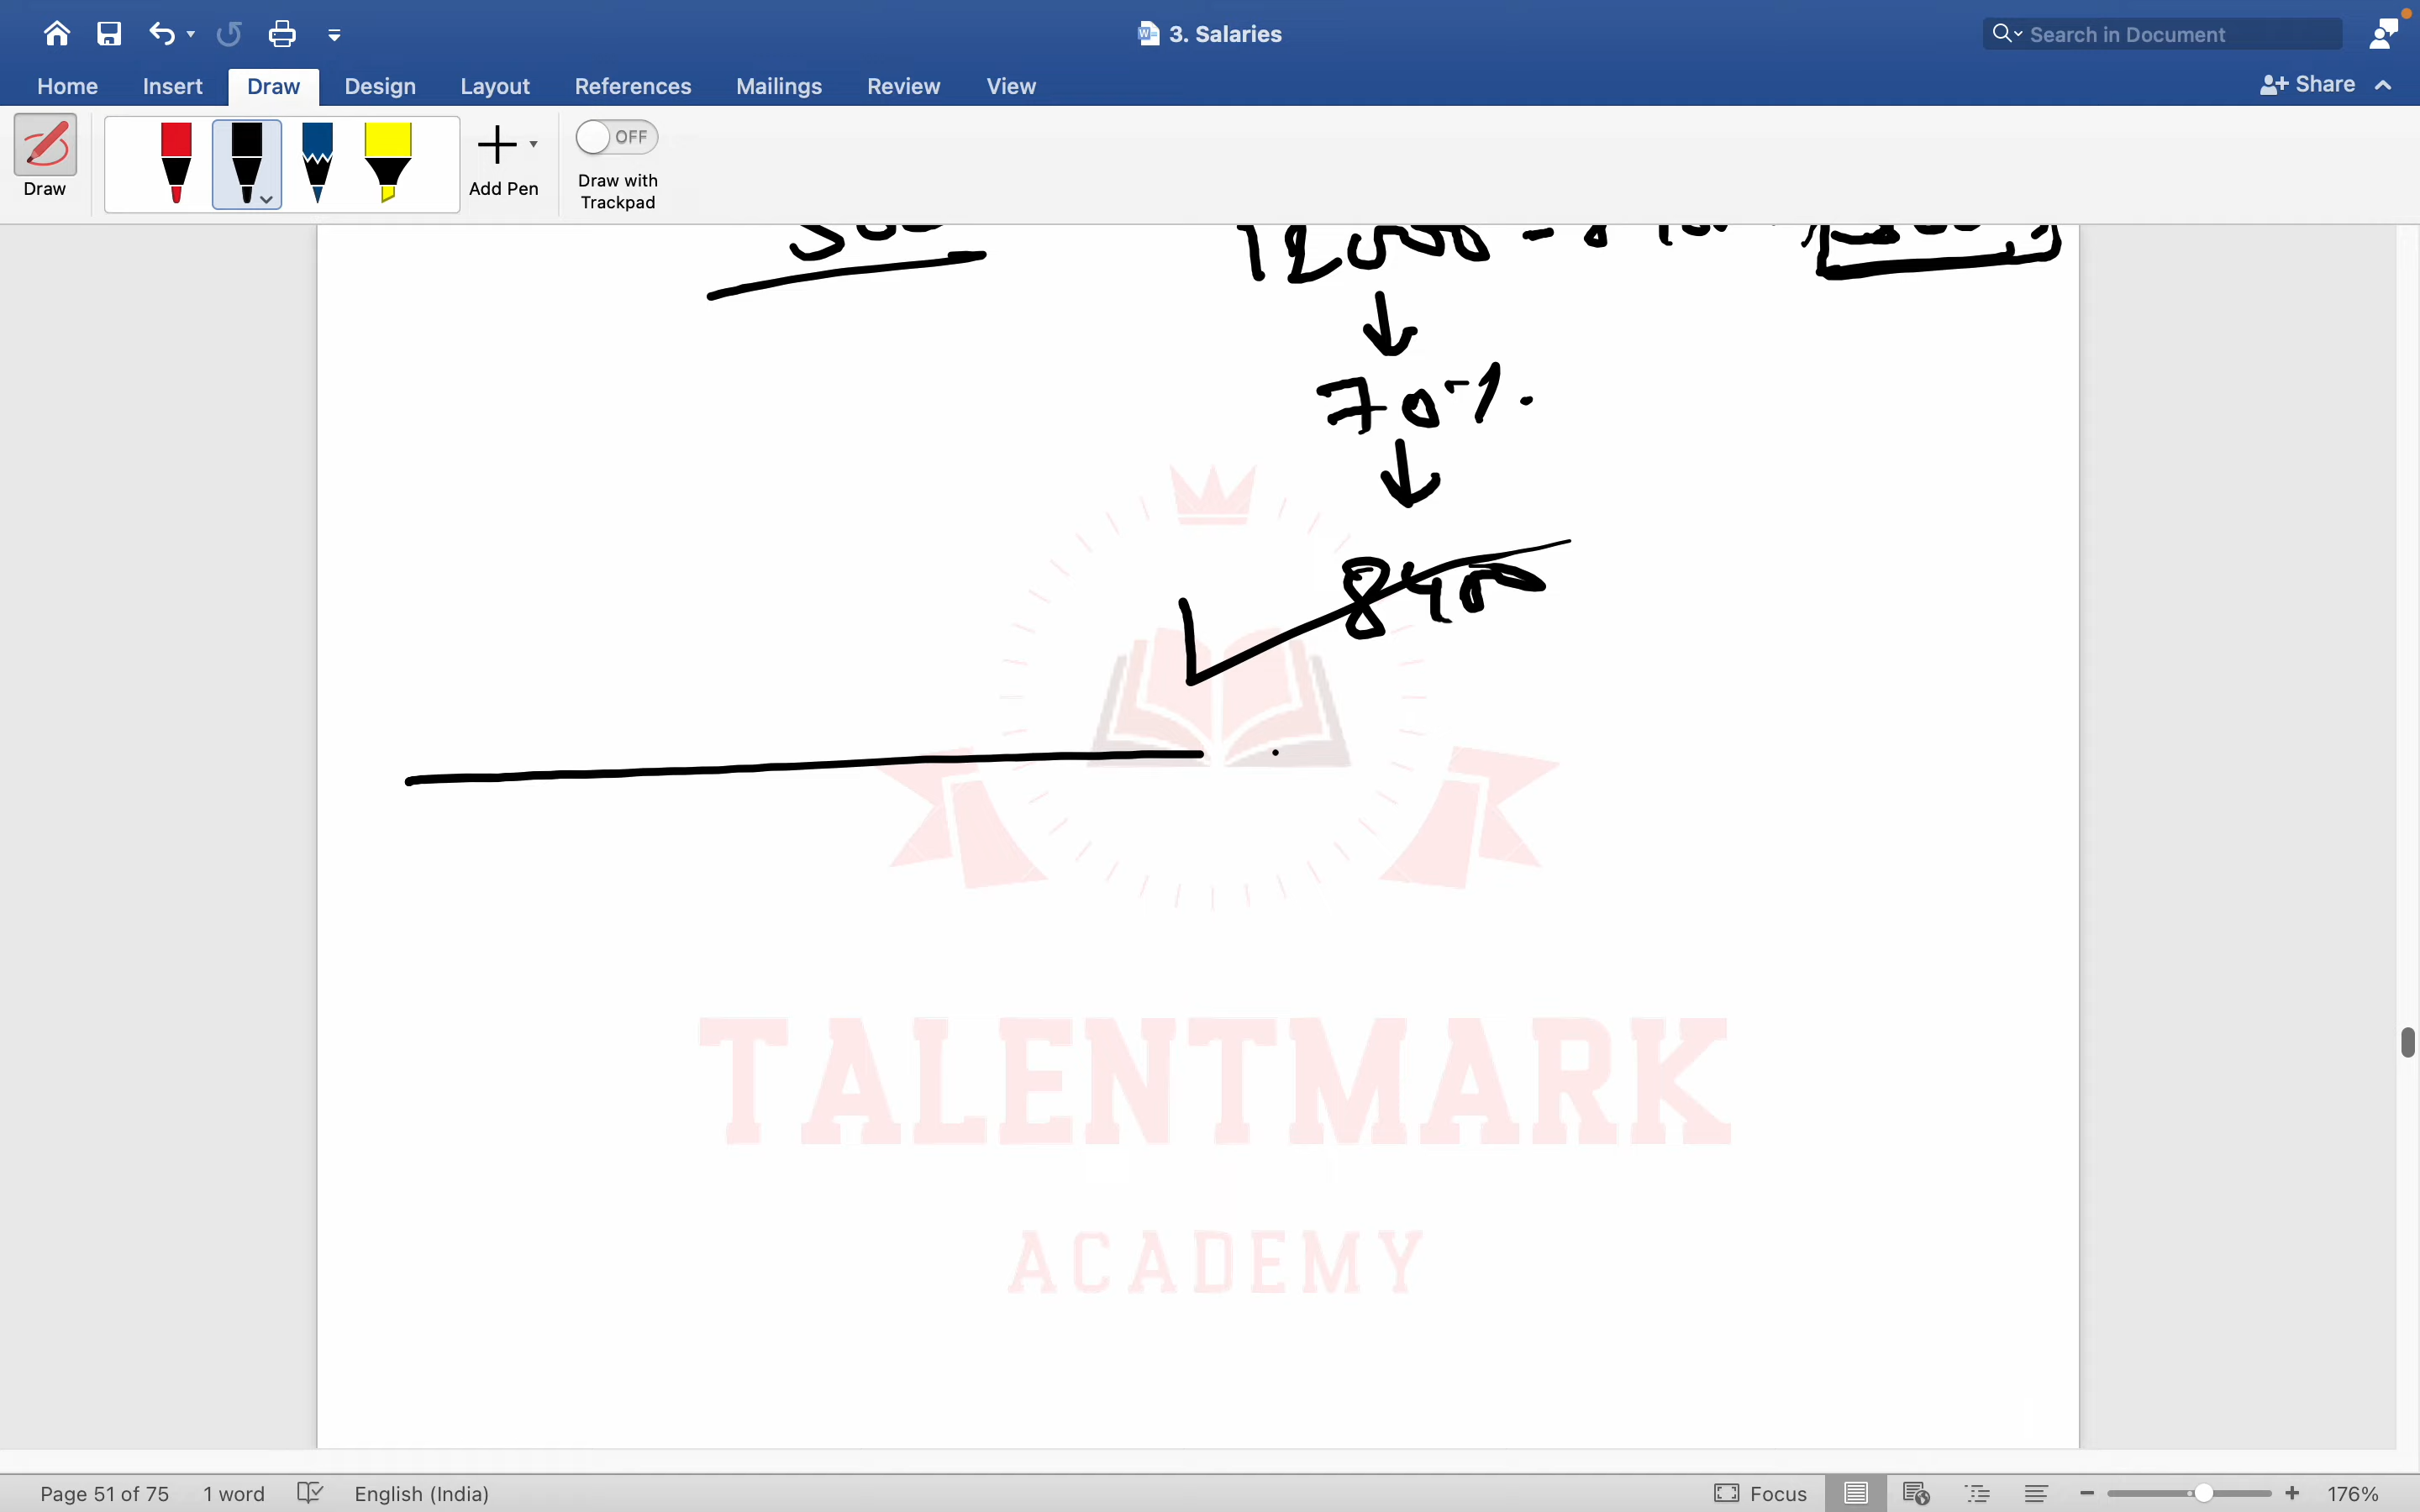 3. Salaries
Search in Document
Home Insert Draw Design Layout References Mailings Review View
Share
OFF
Draw
Add Pen
Draw with
Trackpad
12000 -
70%.
8400
TALENTMARK
ACADEMY
Page 51 of 75 1 word English (India)
Focus
176%